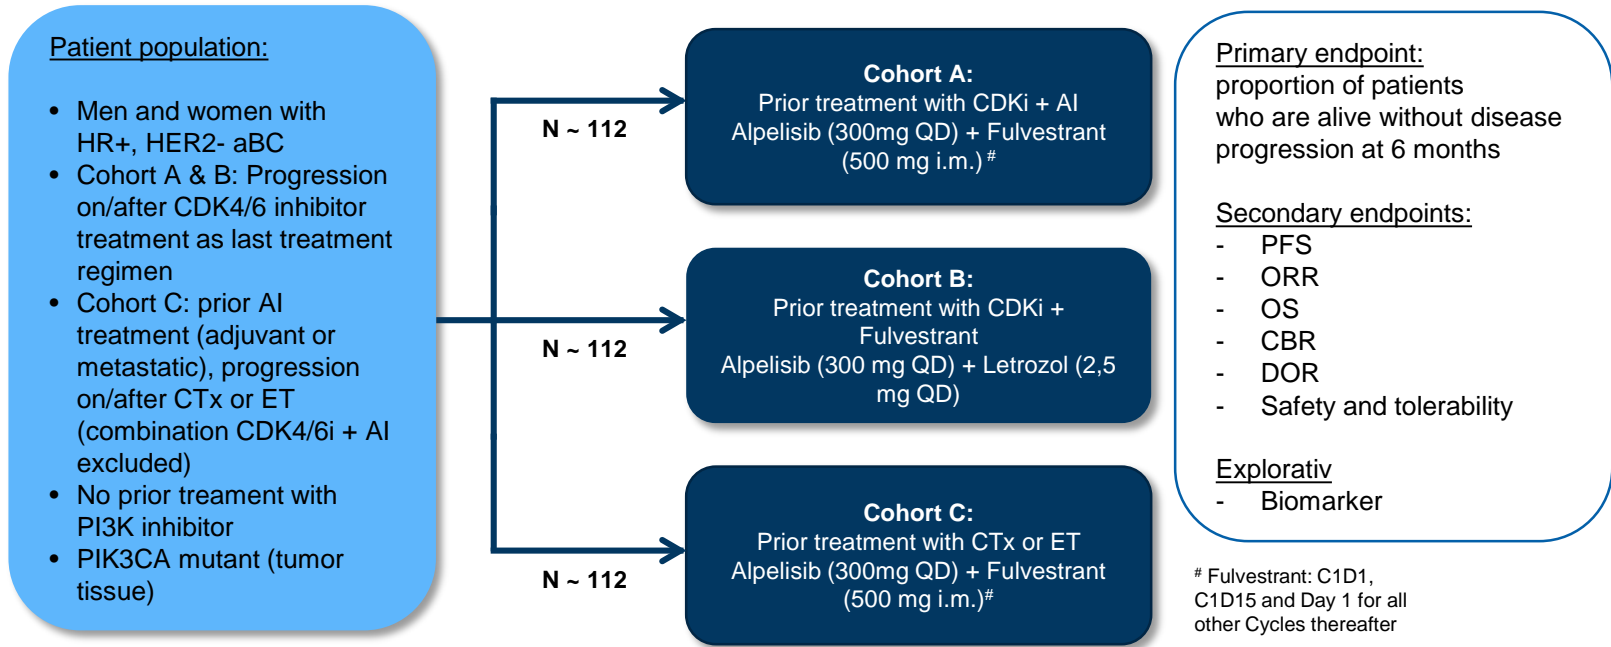 Patient population:
• Men and women with
HR+, HER2- aBC
• Cohort A & B: Progression
on/after CDK4/6 inhibitor
treatment as last treatment
regimen
• Cohort C: prior AI
treatment (adjuvant or
metastatic), progression
on/after CTx or ET
(combination CDK4/6i + AI
excluded)
• No prior treament with
PI3K inhibitor
• PIK3CA mutant (tumor
tissue)
N ~ 112
N ~ 112
N ~ 112
Cohort A:
Prior treatment with CDKi + AI
Alpelisib (300mg QD) + Fulvestrant
(500 mg i.m.) #
Cohort B:
Prior treatment with CDKi +
Fulvestrant
Alpelisib (300 mg QD) + Letrozol (2,5
mg QD)
Cohort C:
Prior treatment with CTx or ET
Alpelisib (300mg QD) + Fulvestrant
(500 mg i.m.)#
Primary endpoint:
proportion of patients
who are alive without disease
progression at 6 months
Secondary endpoints:
- PFS
- ORR
- OS
- CBR
- DOR
- Safety and tolerability
Explorativ
- Biomarker
# Fulvestrant: C1D1,
C1D15 and Day 1 for all
other Cycles thereafter